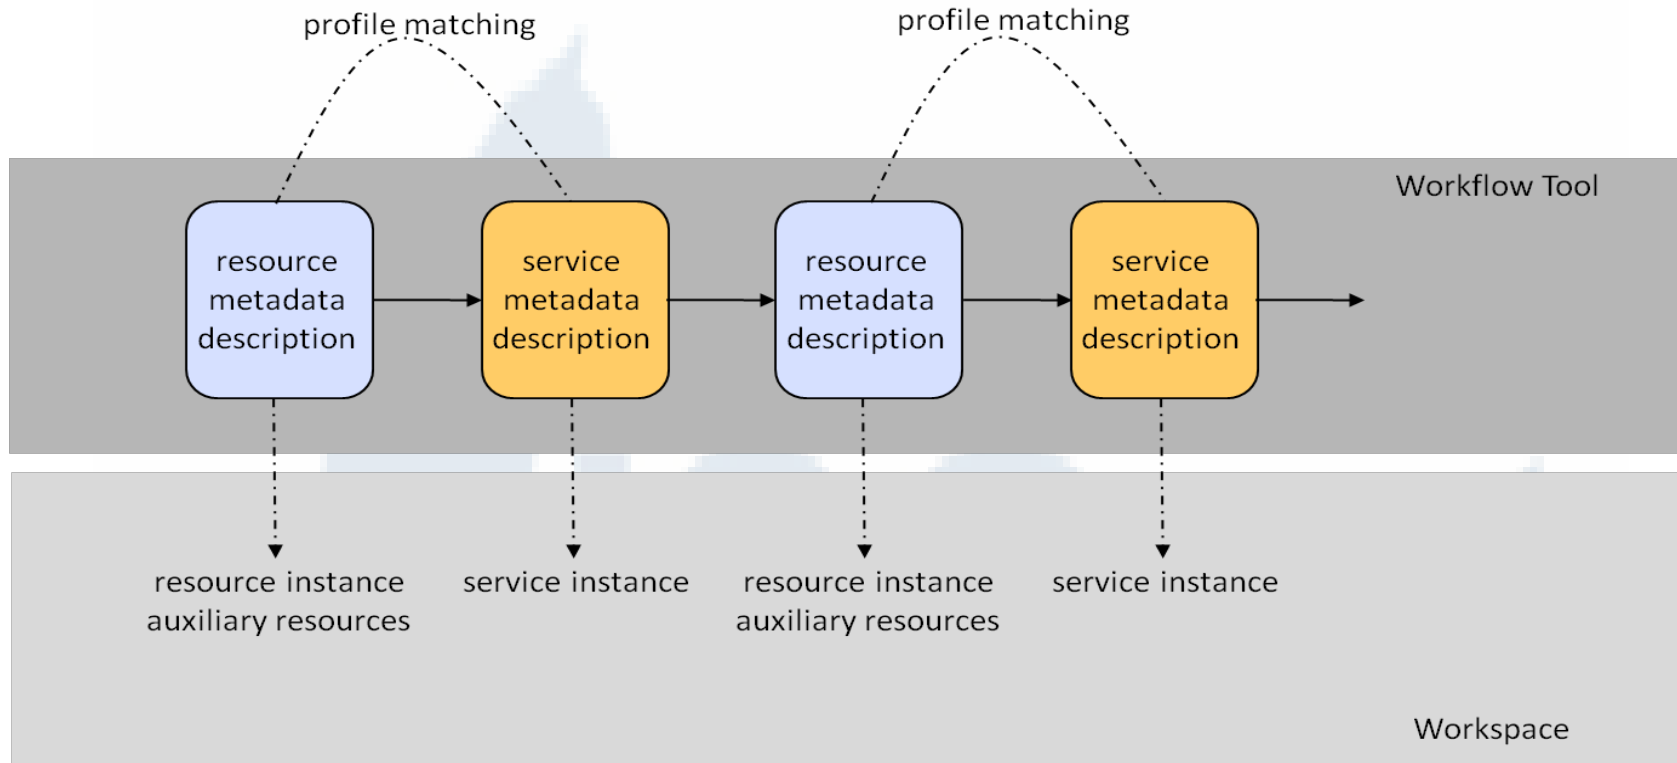 profile matching
profile matching
Workflow Tool
resource
metadata
description
service
metadata
description
resource
metadata
description
service
metadata
description
resource instance
auxiliary resources
service instance
resource instance
auxiliary resources
service instance
Workspace